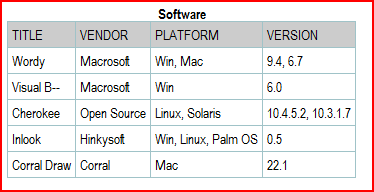 Software
TITLE VENDOR PLATFORM VERSION
Wordy Macrosoft Win, Mac 9.4, 6.7
Visual B-- Macrosoft Win 6.0
Cherokee Open Source Linux, Solaris 10.4.5.2, 10.3.1.7
Inlook Hinkysoft Win, Linux, Palm OS 0.5
Corral Draw Corral Mac 22.1